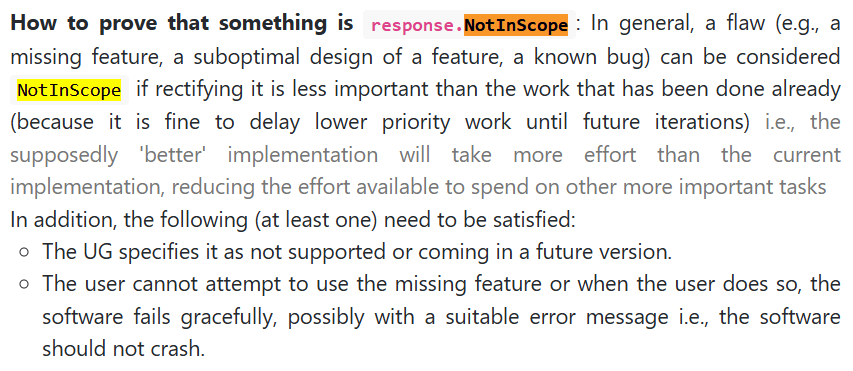 How to prove that something is response.NotInScope: In general, a flaw (e.g., a
missing feature, a suboptimal design of a feature, a known bug) can be considered
NotInScope if rectifying it is less important than the work that has been done already
(because it is fine to delay lower priority work until future iterations) i.e., the
supposedly 'better' implementation will take more effort than the current
implementation, reducing the effort available to spend on other more important tasks
In addition, the following (at least one) need to be satisfied:
○ The UG specifies it as not supported or coming in a future version.
○ The user cannot attempt to use the missing feature or when the user does so, the
software fails gracefully, possibly with a suitable error message i.e., the software
should not crash.